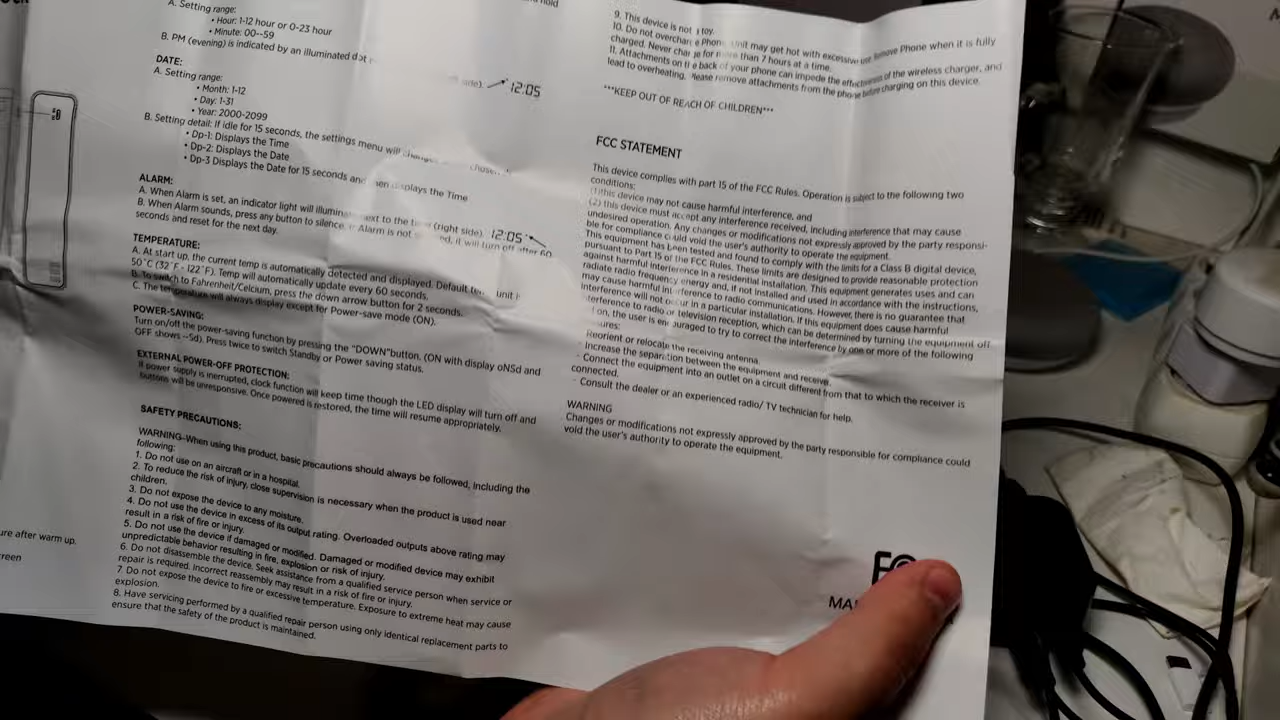 A. Setting range:
• Hour: 1-12 hour or 0-23 hour
• Minute: 00--59
B. PM (evening) is indicated by an illuminated dot
side). 12:05
DATE:
A. Setting range:
• Month: 1-12
• Day: 1-31
• Year: 2000-2099
B. Setting detail: If idle for 15 seconds, the settings menu will
• Dp-1: Displays the Time
• Dp-2: Displays the Date
• Dp-3 Displays the Date for 15 seconds and displays the Time
ALARM:
A. When Alarm is set, an indicator light will next to the (right side). 12:05
B. When Alarm sounds, press any button to silence. Alarm is not it will turn off after 60
seconds and reset for the next day.
TEMPERATURE:
A. At start up, the current temp is automatically detected and displayed. Default unit
50°C (32°F - 122°F). Temp will automatically update every 60 seconds.
B. To switch to Fahrenheit/Celcium, press the down arrow button for 2 seconds.
C. The temperature will always display except for Power-save mode (ON).
POWER-SAVING:
Turn on/off the power-saving function by pressing the "DOWN"button. (ON with display oNSd and
OFF shows --Sd). Press twice to switch Standby or Power saving status.
EXTERNAL POWER-OFF PROTECTION:
If power supply is inerrupted, clock function will keep time though the LED display will turn off and
buttons will be unresponsive. Once powered is restored, the time will resume appropriately.
SAFETY PRECAUTIONS:
WARNING-When using this product, basic precautions should always be followed, including the
following:
1. Do not use on an aircraft or in a hospital.
2. To reduce the risk of injury, close supervision is necessary when the product is used near
children.
3. Do not expose the device to any moisture.
4. Do not use the device in excess of its output rating. Overloaded outputs above rating may
result in a risk of fire or injury.
5. Do not use the device if damaged or modified. Damaged or modified device may exhibit
unpredictable behavior resulting in fire, explosion or risk of injury.
6. Do not disassemble the device. Seek assistance from a qualified service person when service or
repair is required. Incorrect reassembly may result in a risk of fire or injury.
7. Do not expose the device to fire or excessive temperature. Exposure to extreme heat may cause
explosion.
8. Have servicing performed by a qualified repair person using only identical replacement parts to
ensure that the safety of the product is maintained.
ure after warm up.
reen
9. This device is not a toy.
10. Do not overcharge Phone. Unit may get hot with excessive use. Remove Phone when it is fully
charged. Never charge for more than 7 hours at a time.
11. Attachments on the back of your phone can impede the effectiveness of the wireless charger, and
lead to overheating. Please remove attachments from the phone before charging on this device.
***KEEP OUT OF REACH OF CHILDREN***
FCC STATEMENT
This device complies with part 15 of the FCC Rules. Operation is subject to the following two
conditions:
(1)this device may not cause harmful interference, and
(2) this device must accept any interference received, including interference that may cause
undesired operation. Any changes or modifications not expressly approved by the party responsi-
ble for compliance could void the user's authority to operate the equipment.
This equipment has been tested and found to comply with the limits for a Class B digital device,
pursuant to Part 15 of the FCC Rules. These limits are designed to provide reasonable protection
against harmful interference in a residential installation. This equipment generates uses and can
radiate radio frequency energy and, if not installed and used in accordance with the instructions,
may cause harmful interference to radio communications. However, there is no guarantee that
interference will not occur in a particular installation. If this equipment does cause harmful
interference to radio or television reception, which can be determined by turning the equipment off
on, the user is encouraged to try to correct the interference by one or more of the following
ures:
Reorient or relocate the receiving antenna.
- Increase the separation between the equipment and receiver.
- Connect the equipment into an outlet on a circuit different from that to which the receiver is
connected.
- Consult the dealer or an experienced radio/ TV technician for help.
WARNING
Changes or modifications not expressly approved by the party responsible for compliance could
void the user's authority to operate the equipment.
FC
MA